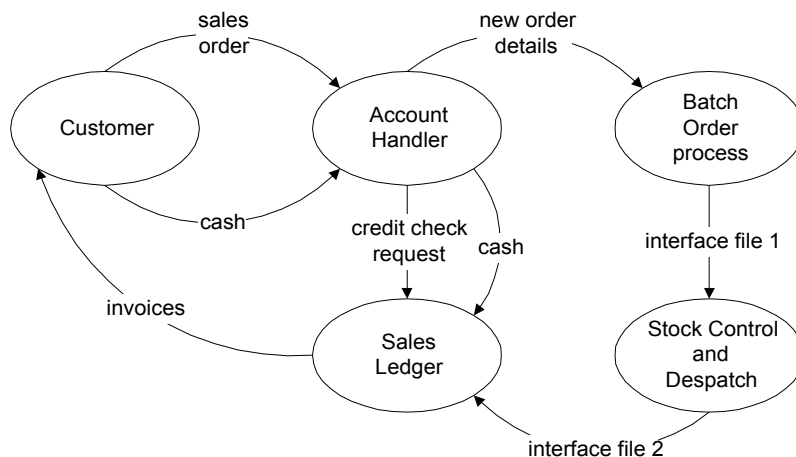 sales
order
new order
details
Customer
Account
Handler
Batch
Order
process
cash
credit check
request
cash
interface file 1
invoices
Sales
Ledger
Stock Control
and
Despatch
interface file 2